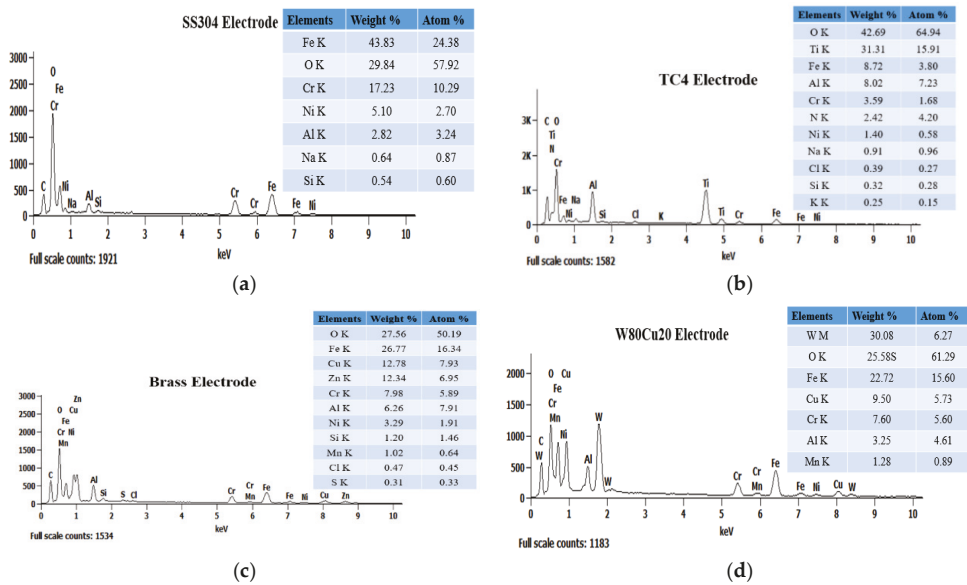 SS304 Electrode
Elements Weight % Atom %
Fe K 43.83 24.38
O K 29.84 57.92
Cr K 17.23 10.29
Ni K 5.10 2.70
Al K 2.82 3.24
Na K 0.64 0.87
Si K 0.54 0.60
3000
2500
2000
1500
1000
500
0
O
Fe
Cr
C
Ni
Na
Al
Si
Cr
Cr
Fe
Fe
Ni
0 1 2 3 4 5 6 7 8 9 10
keV
Full scale counts: 1921
(a)
TC4 Electrode
Elements Weight % Atom %
O K 42.69 64.94
Ti K 31.31 15.91
Fe K 8.72 3.80
Al K 8.02 7.23
Cr K 3.59 1.68
N K 2.42 4.20
Ni K 1.40 0.58
Na K 0.91 0.96
Cl K 0.39 0.27
Si K 0.32 0.28
K K 0.25 0.15
3K
2K
1K
0
C O
Ti
N
Cr
Fe Na
Ni
Al
Si
Cl
K
Ti
Ti
Cr
Fe
Fe Ni
0 1 2 3 4 5 6 7 8 9 10
keV
Full scale counts: 1582
(b)
Brass Electrode
Elements Weight % Atom %
O K 27.56 50.19
Fe K 26.77 16.34
Cu K 12.78 7.93
Zn K 12.34 6.95
Cr K 7.98 5.89
Al K 6.26 7.91
Ni K 3.29 1.91
Si K 1.20 1.46
Mn K 1.02 0.64
Cl K 0.47 0.45
S K 0.31 0.33
3000
2500
2000
1500
1000
500
0
Zn
O Cu
Fe
Cr Ni
Mn
C
Al
Si
S Cl
Cr
Cr
Mn
Fe
Fe Ni
Cu
Zn
0 1 2 3 4 5 6 7 8 9 10
keV
Full scale counts: 1534
(c)
W80Cu20 Electrode
Elements Weight % Atom %
W M 30.08 6.27
O K 25.58S 61.29
Fe K 22.72 15.60
Cu K 9.50 5.73
Cr K 7.60 5.60
Al K 3.25 4.61
Mn K 1.28 0.89
2000
1500
1000
500
0
O Cu
Fe
Cr
Mn
C Ni
W
W
Al
W
Cr
Cr
Mn
Fe
Fe Ni
Cu W
0 1 2 3 4 5 6 7 8 9 10
keV
Full scale counts: 1183
(d)